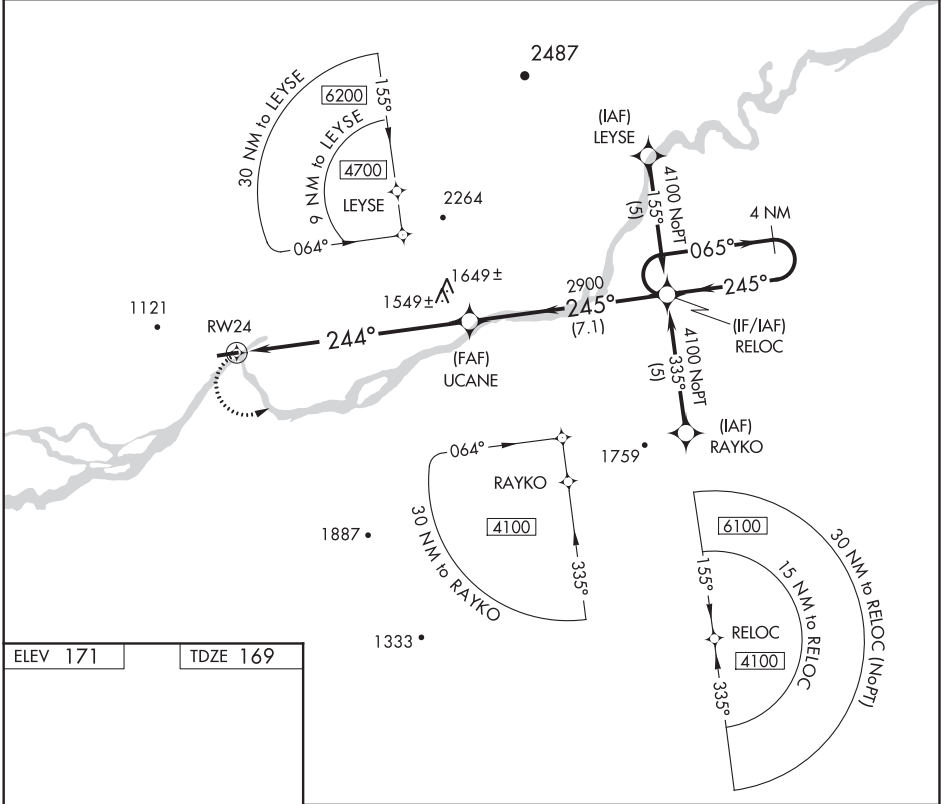 2487
30 NM to LEYSE
6200
155°
9 NM to LEYSE
4700
LEYSE
064°
2264
(IAF)
LEYSE
4100 NoPT
155°
(5)
4 NM
065°
245°
1649±
1549±
2900
245°
(7.1)
(IF/IAF)
RELOC
1121
RW24
244°
(FAF)
UCANE
4100 NoPT
335°
(5)
(IAF)
RAYKO
1759
064°
RAYKO
4100
30 NM to RAYKO
335°
1887
6100
155°
15 NM to RELOC
30 NM to RELOC (NoPT)
RELOC
4100
335°
1333
ELEV 171
TDZE 169